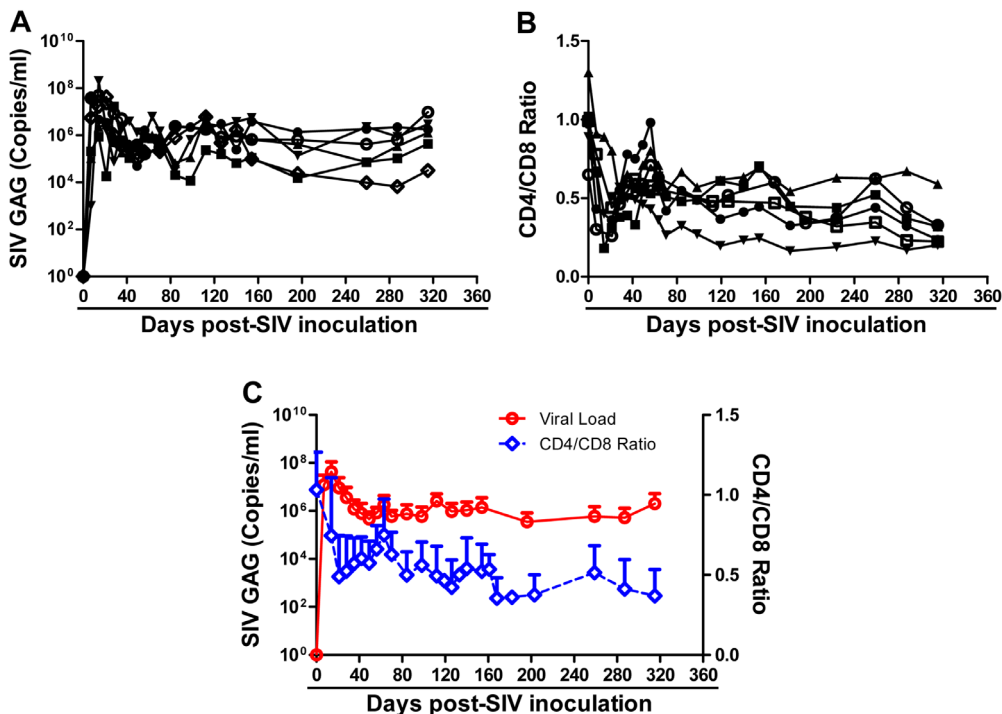 A
SIV GAG (Copies/ml)
10^10
10^8
10^6
10^4
10^2
10^0
0 40 80 120 160 200 240 280 320 360
Days post-SIV inoculation
B
CD4/CD8 Ratio
1.5
1.0
0.5
0.0
0 40 80 120 160 200 240 280 320 360
Days post-SIV inoculation
C
SIV GAG (Copies/ml)
10^10
10^8
10^6
10^4
10^2
10^0
Viral Load
CD4/CD8 Ratio
1.5
1.0
0.5
0.0
CD4/CD8 Ratio
0 40 80 120 160 200 240 280 320 360
Days post-SIV inoculation